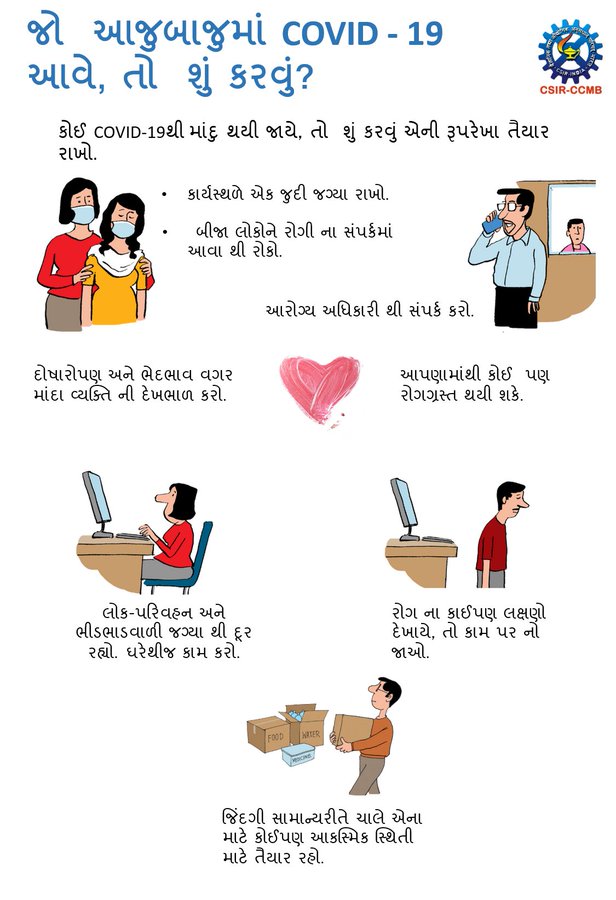 જો આજુબાજુમાં COVID - 19
આવે, તો શું કરવું?
CSIR-CCMB
કોઈ COVID-19થી માંદુ થયી જાયે, તો શું કરવું એની રૂપરેખા તૈયાર
રાખો.
• કાર્યસ્થળે એક જુદી જગ્યા રાખો.
• બીજા લોકોને રોગી ના સંપર્કમાં
આવા થી રોકો.
આરોગ્ય અધિકારી થી સંપર્ક કરો.
દોષારોપણ અને ભેદભાવ વગર
માંદા વ્યક્તિ ની દેખભાળ કરો.
આપણામાંથી કોઈ પણ
રોગગ્રસ્ત થયી શકે.
લોક-પરિવહન અને
ભીડભાડવાળી જગ્યા થી દૂર
રહ્યો. ઘરેથીજ કામ કરો.
રોગ ના કાઈપણ લક્ષણો
દેખાયે, તો કામ પર નો
જાઓ.
FOOD
WATER
MEDICINE
જિંદગી સામાન્યરીતે ચાલે એના
માટે કોઈપણ આકસ્મિક સ્થિતી
માટે તૈયાર રહો.